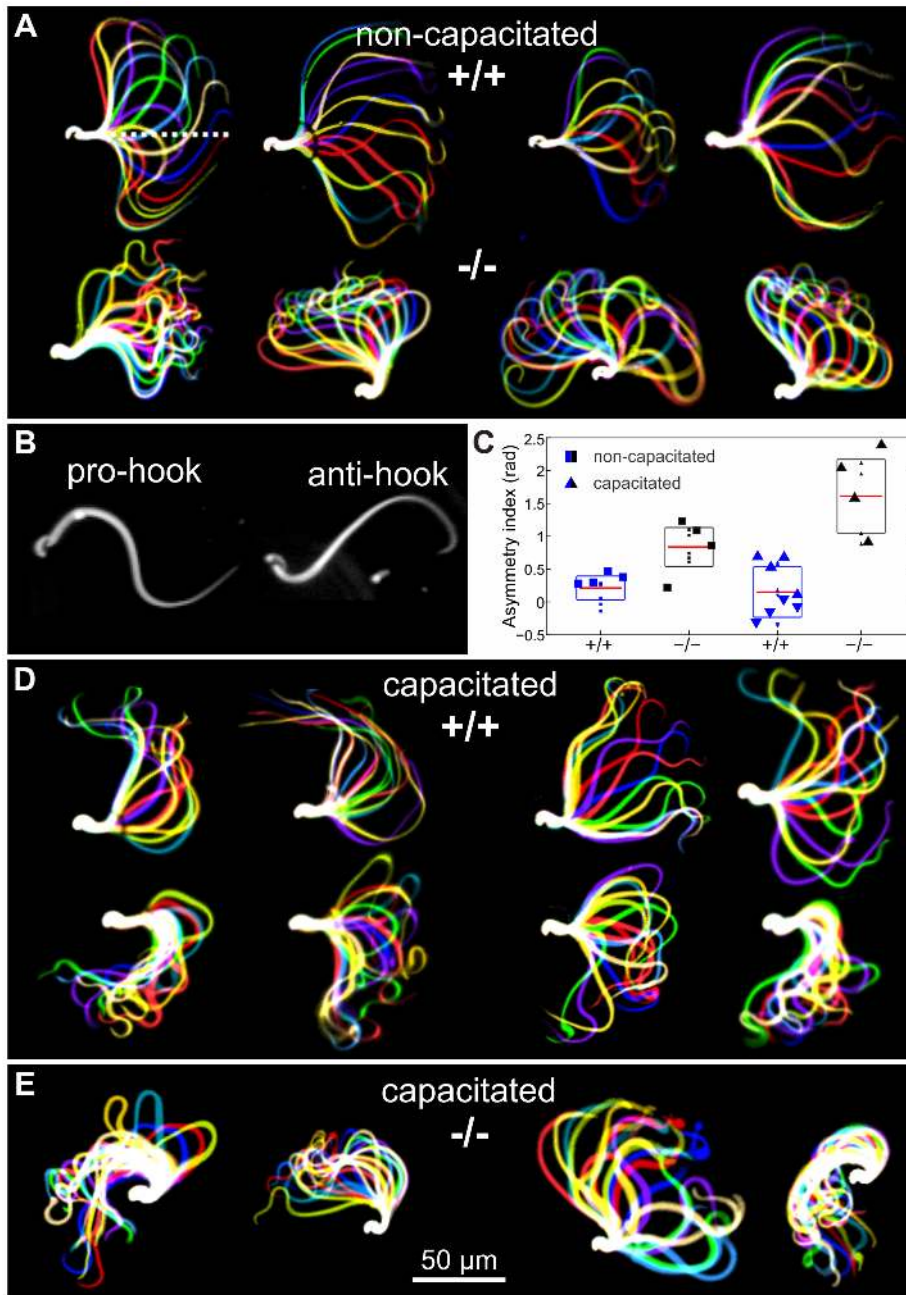 A
non-capacitated
+/+
-/-
B
pro-hook
anti-hook
C
Asymmetry index (rad)
2.5
2
1.5
1
0.5
0
−0.5
non-capacitated
capacitated
+/+
−/−
+/+
−/−
D
capacitated
+/+
E
capacitated
-/-
50 µm